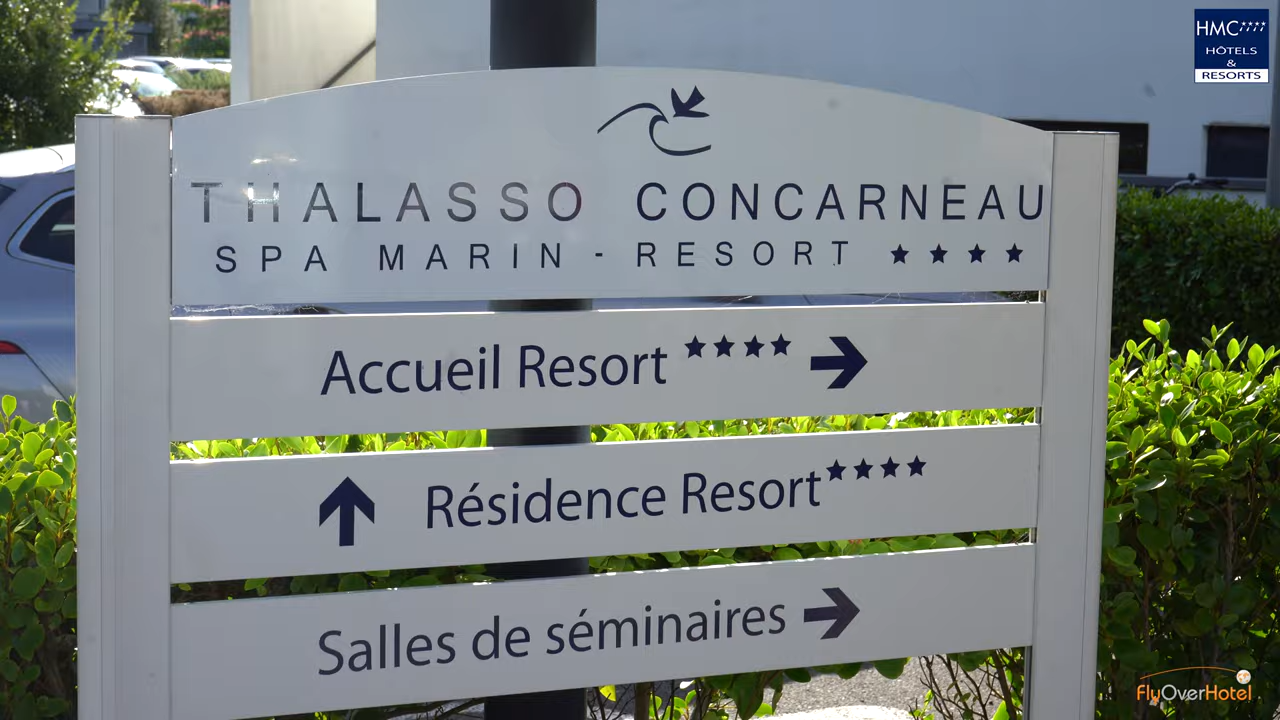 HMC****
HÔTELS
&
RESORTS
THALASSO CONCARNEAU
SPA MARIN - RESORT ★ ★ ★ ★
Accueil Resort ★★★★ →
↑ Résidence Resort ★★★★
Salles de séminaires →
FlyOverHotel